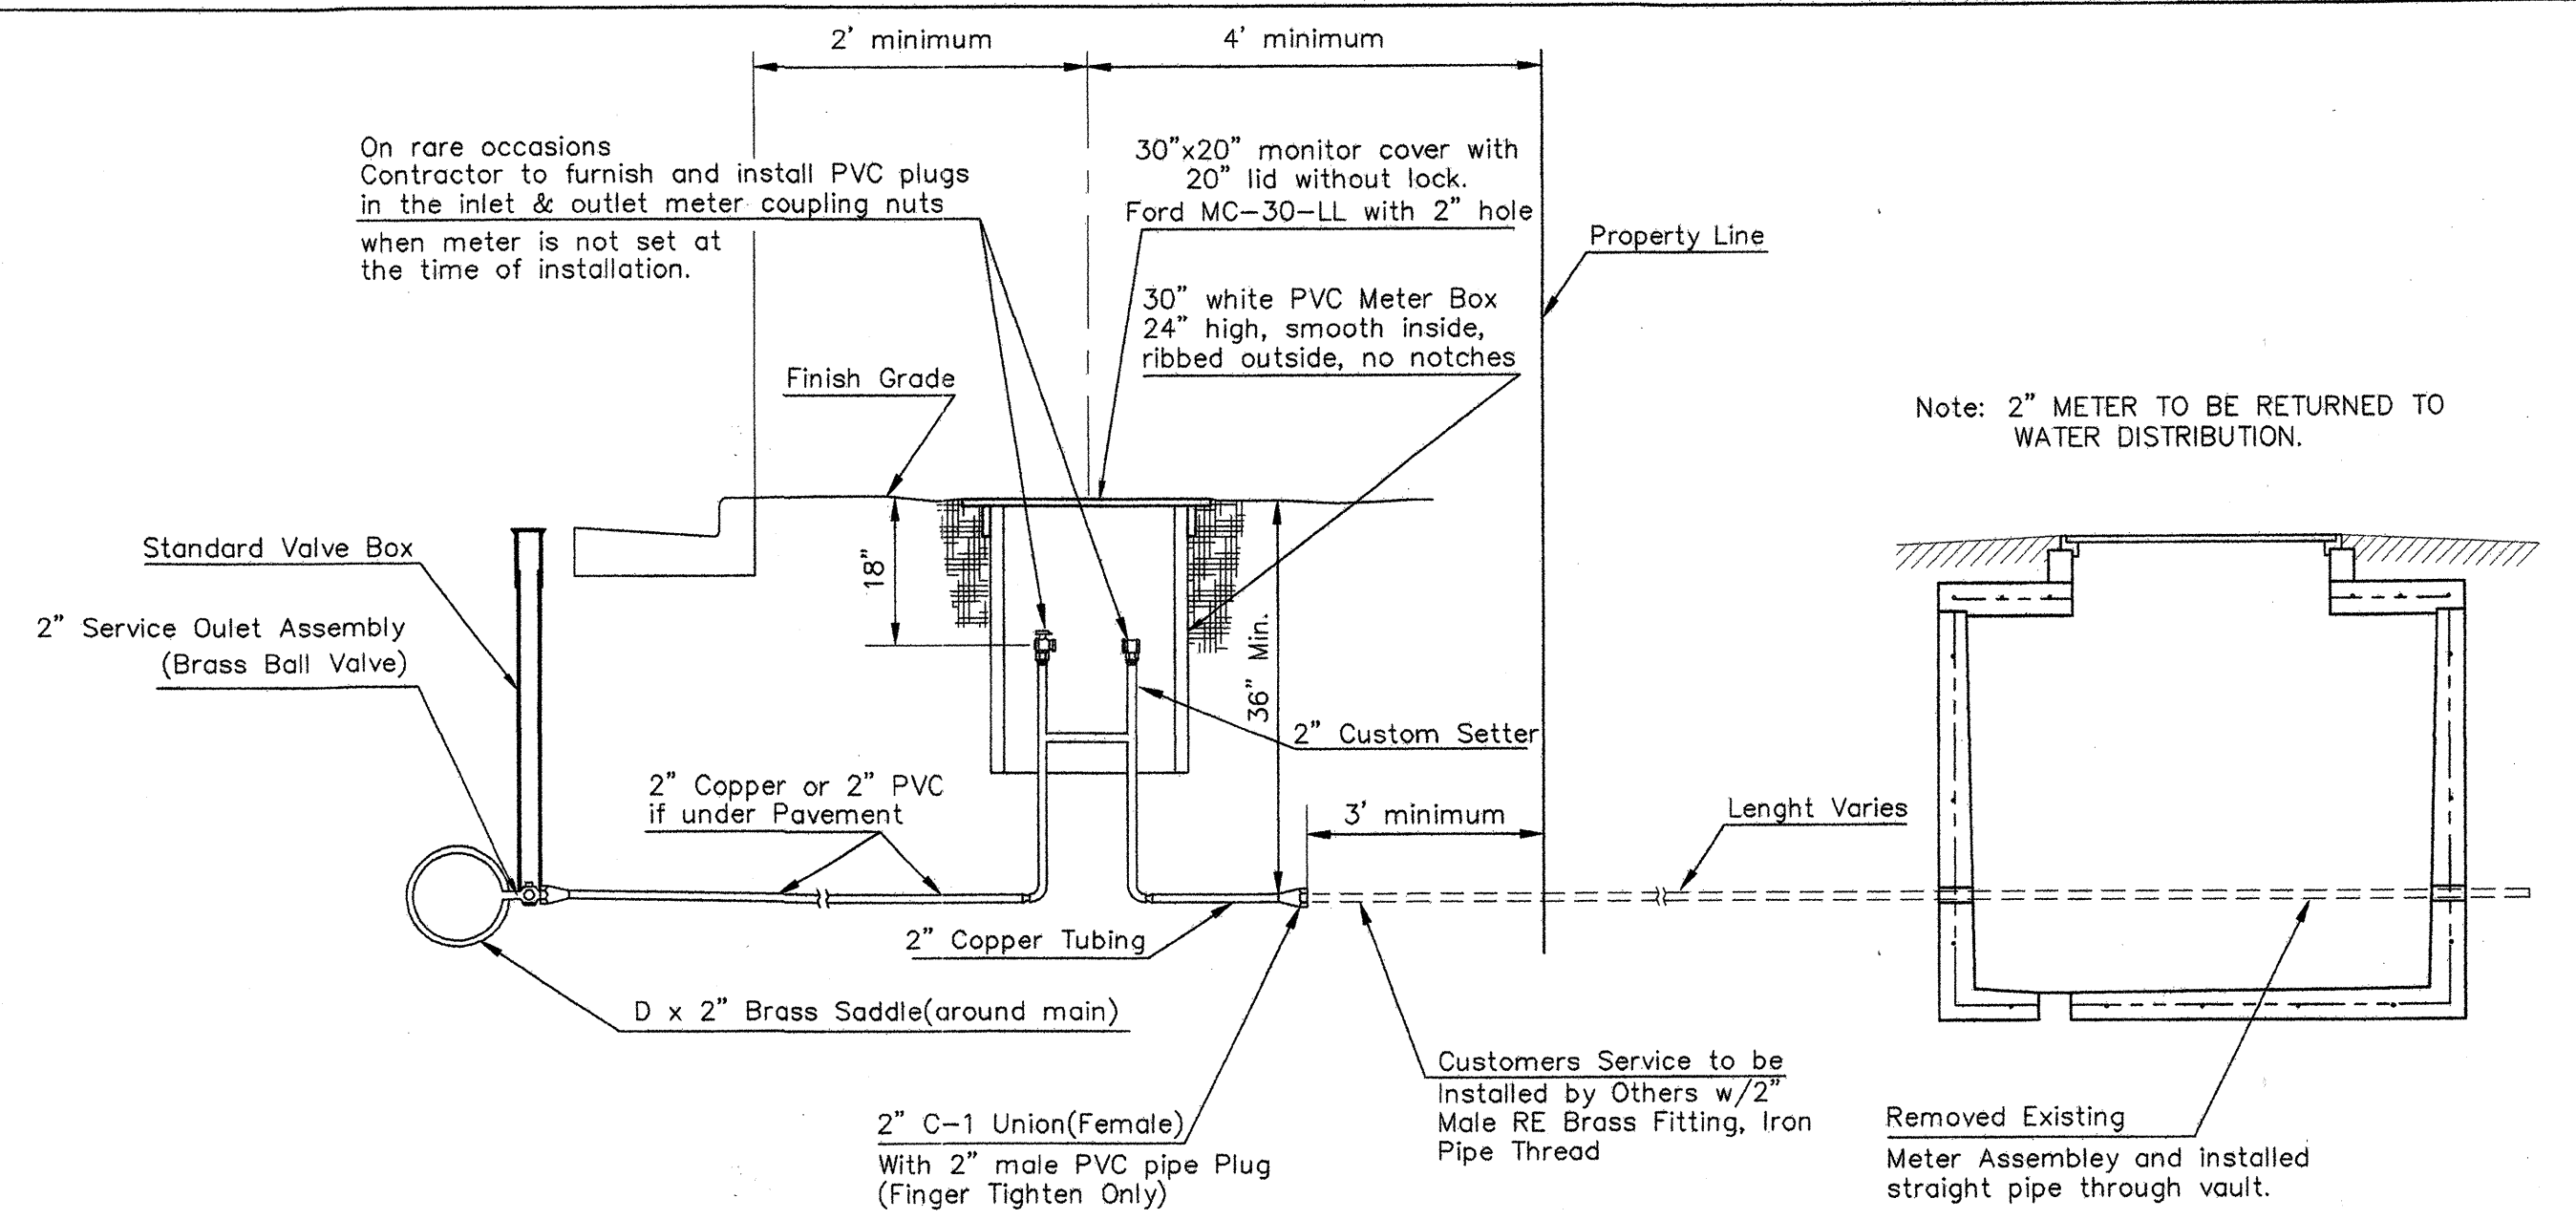 2' minimum
4' minimum
On rare occasions
Contractor to furnish and install PVC plugs
in the inlet & outlet meter coupling nuts
when meter is not set at
the time of installation.
30"x20" monitor cover with
20" lid without lock.
Ford MC-30-LL with 2" hole
Property Line
30" white PVC Meter Box
24" high, smooth inside,
ribbed outside, no notches
Finish Grade
Note: 2" METER TO BE RETURNED TO
WATER DISTRIBUTION.
Standard Valve Box
18"
2" Service Oulet Assembly
(Brass Ball Valve)
36" Min.
2" Custom Setter
2" Copper or 2" PVC
if under Pavement
3' minimum
Lenght Varies
2" Copper Tubing
D x 2" Brass Saddle(around main)
Customers Service to be
Installed by Others w/2"
Male RE Brass Fitting, Iron
Pipe Thread
2" C-1 Union(Female)
With 2" male PVC pipe Plug
(Finger Tighten Only)
Removed Existing
Meter Assembley and installed
straight pipe through vault.